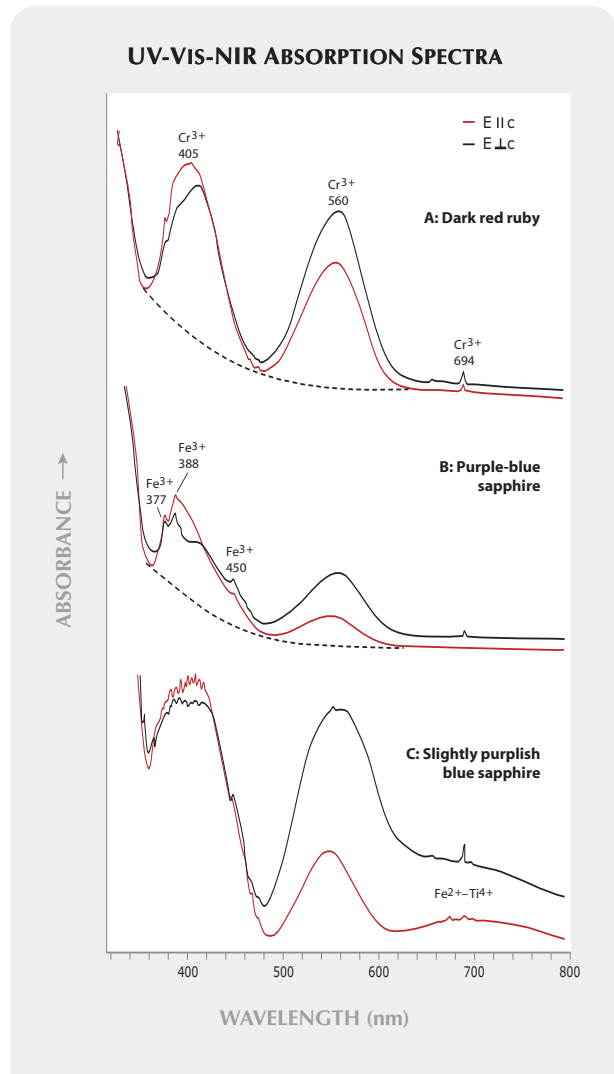 UV-VIS-NIR ABSORPTION SPECTRA
E ll c
E⊥c
Cr3+
405
Cr3+
560
A: Dark red ruby
Cr3+
694
Fe3+
377
Fe3+
388
Fe3+
450
B: Purple-blue
sapphire
C: Slightly purplish
blue sapphire
Fe2+–Ti4+
ABSORBANCE →
400 500 600 700 800
WAVELENGTH (nm)